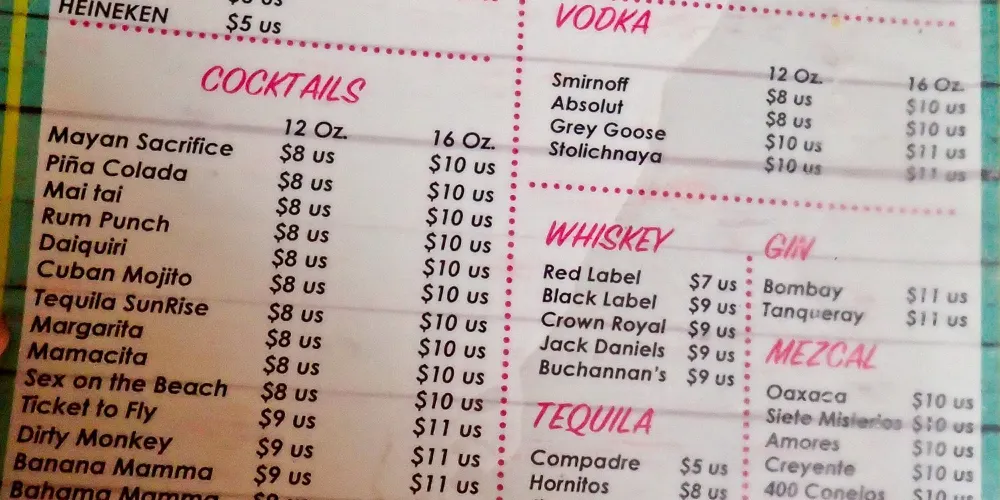 HEINEKEN $5 us
COCKTAILS
12 Oz. 16 Oz.
Mayan Sacrifice $8 us $10 us
Piña Colada $8 us $10 us
Mai tai $8 us $10 us
Rum Punch $8 us $10 us
Daiquiri $8 us $10 us
Cuban Mojito $8 us $10 us
Tequila SunRise $8 us $10 us
Margarita $8 us $10 us
Mamacita $8 us $10 us
Sex on the Beach $8 us $10 us
Ticket to Fly $9 us $11 us
Dirty Monkey $9 us $11 us
Banana Mamma $9 us $11 us
Bahama Mamma
VODKA
12 Oz. 16 Oz.
Smirnoff $8 us $10 us
Absolut $8 us $10 us
Grey Goose $10 us $11 us
Stolichnaya $10 us $11 us
WHISKEY
Red Label $7 us
Black Label $9 us
Crown Royal $9 us
Jack Daniels $9 us
Buchannan's $9 us
TEQUILA
Compadre $5 us
Hornitos $8 us
GIN
Bombay $11 us
Tanqueray $11 us
MEZCAL
Oaxaca $10 us
Siete Misterios $10 us
Amores $10 us
Creyente $10 us
400 Conelos $10 us